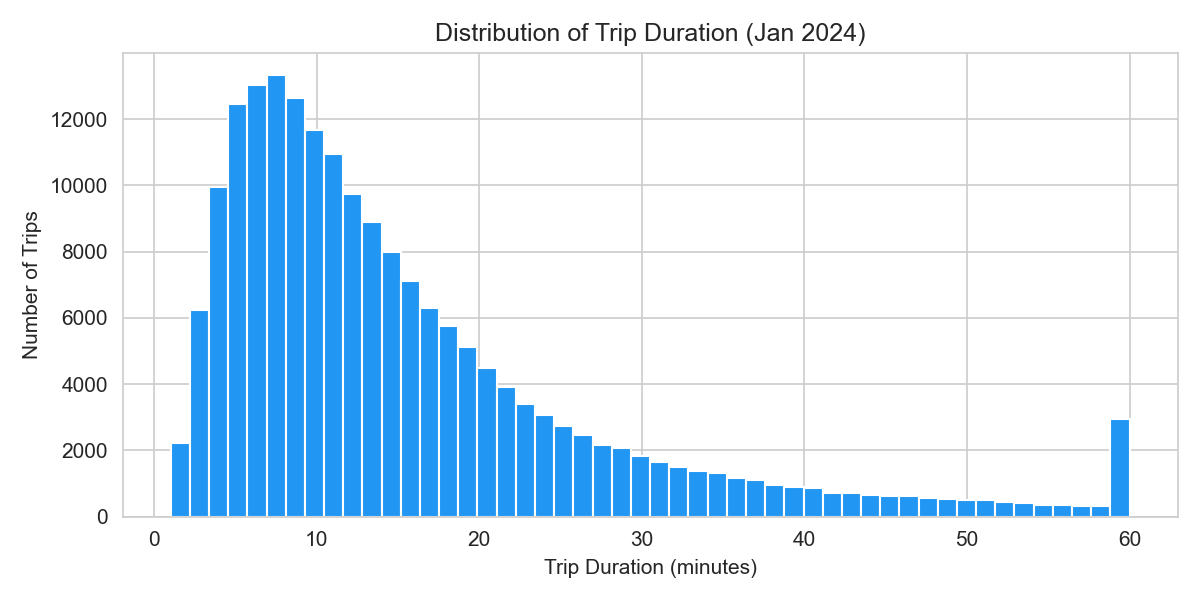 Distribution of Trip Duration (Jan 2024)
Number of Trips
12000
10000
8000
6000
4000
2000
0
0 10 20 30 40 50 60
Trip Duration (minutes)